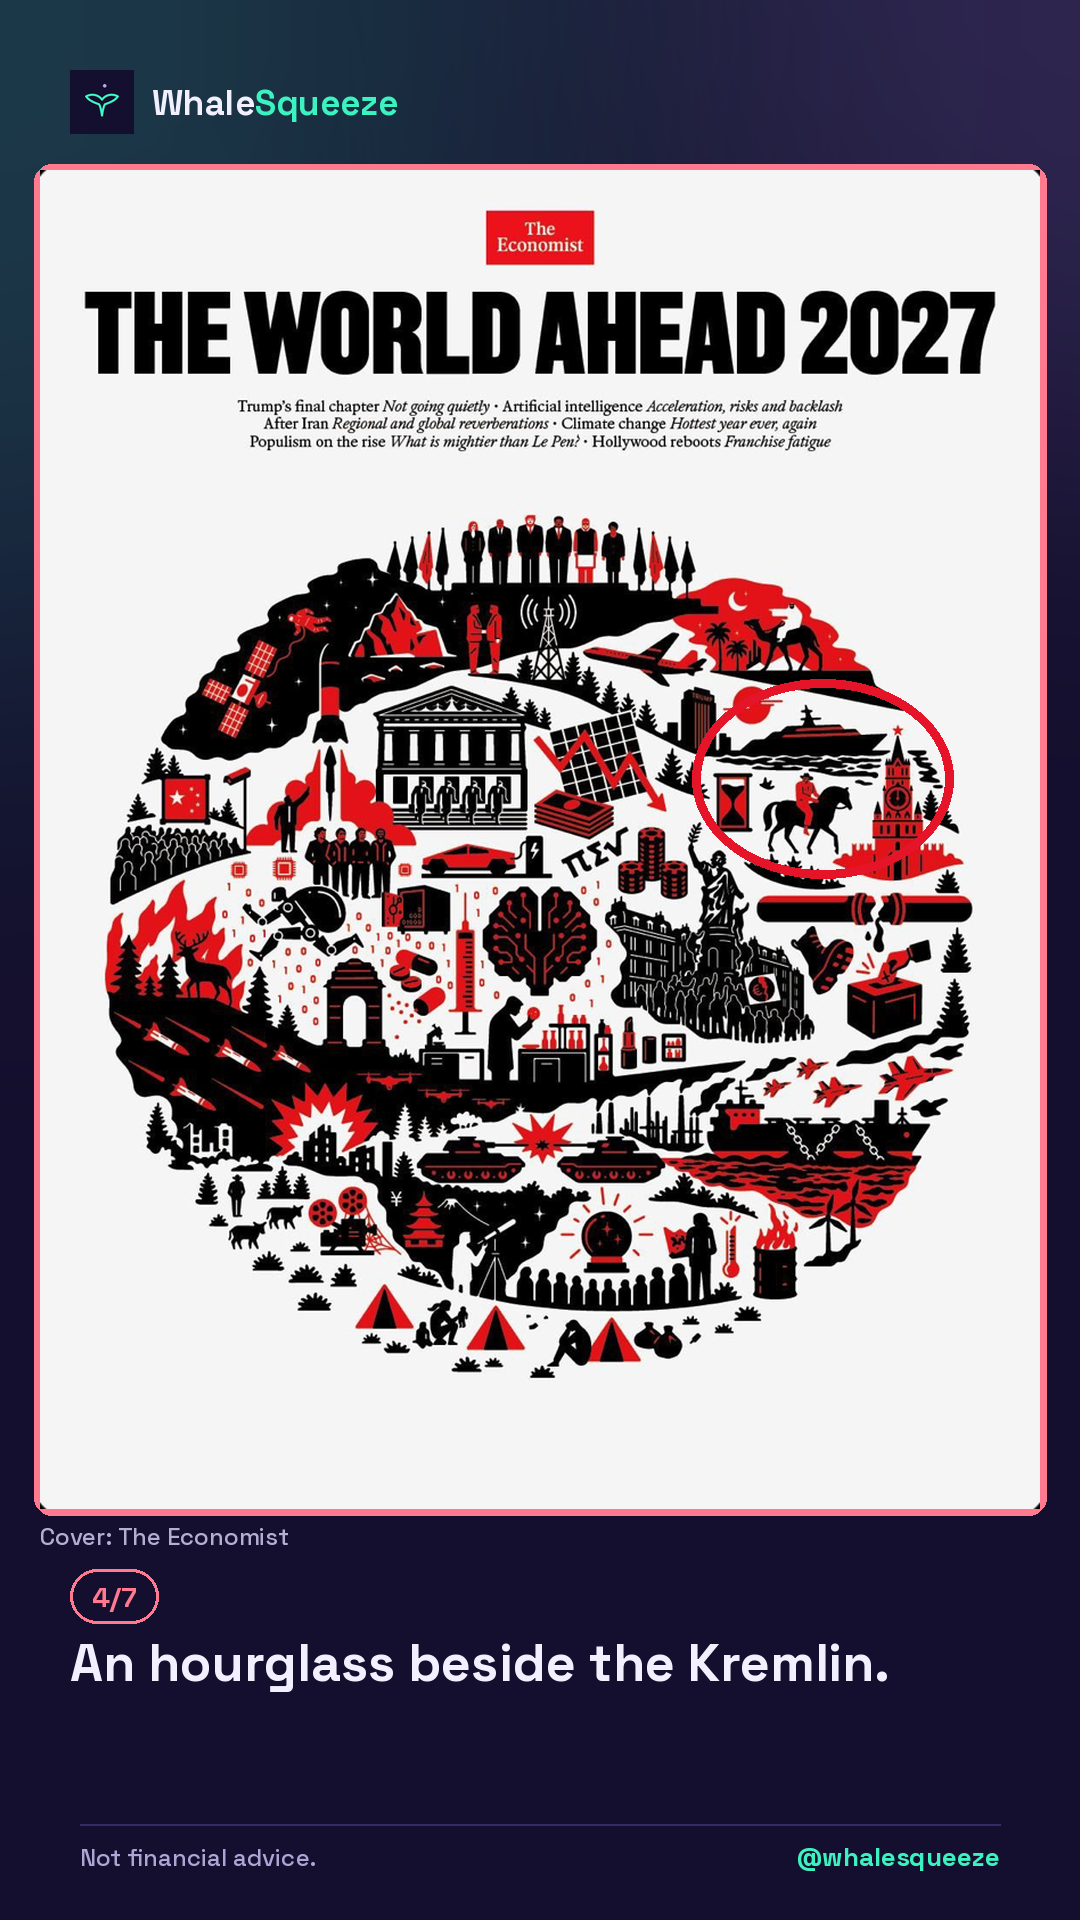 WhaleSqueeze
The
Economist
THE WORLD AHEAD 2027
Trump's final chapter Not going quietly • Artificial intelligence Acceleration, risks and backlash
After Iran Regional and global reverberations • Climate change Hottest year ever, again
Populism on the rise What is mightier than Le Pen? • Hollywood reboots Franchise fatigue
TRUMP
πΣ√
¥
Cover: The Economist
4/7
An hourglass beside the Kremlin.
Not financial advice.
@whalesqueeze